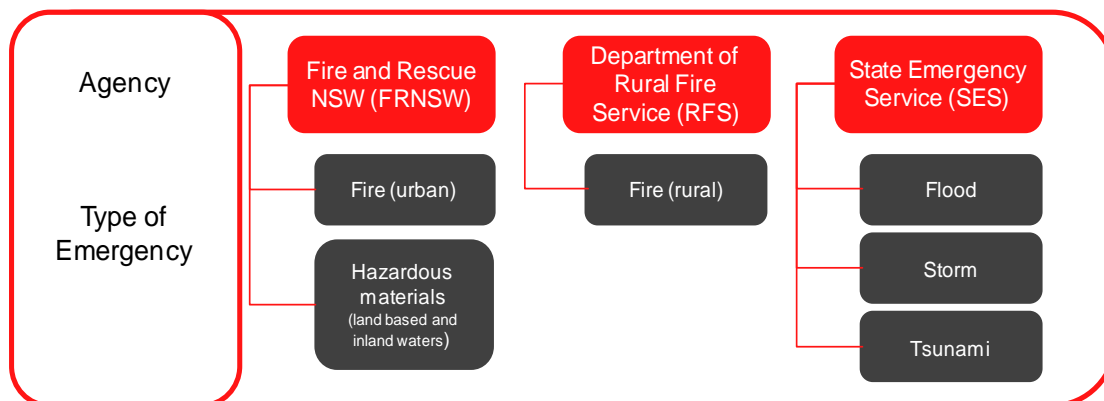 Agency
Fire and Rescue
NSW (FRNSW)
Department of
Rural Fire
Service (RFS)
State Emergency
Service (SES)
Type of
Emergency
Fire (urban)
Fire (rural)
Flood
Hazardous
materials
(land based and
inland waters)
Storm
Tsunami